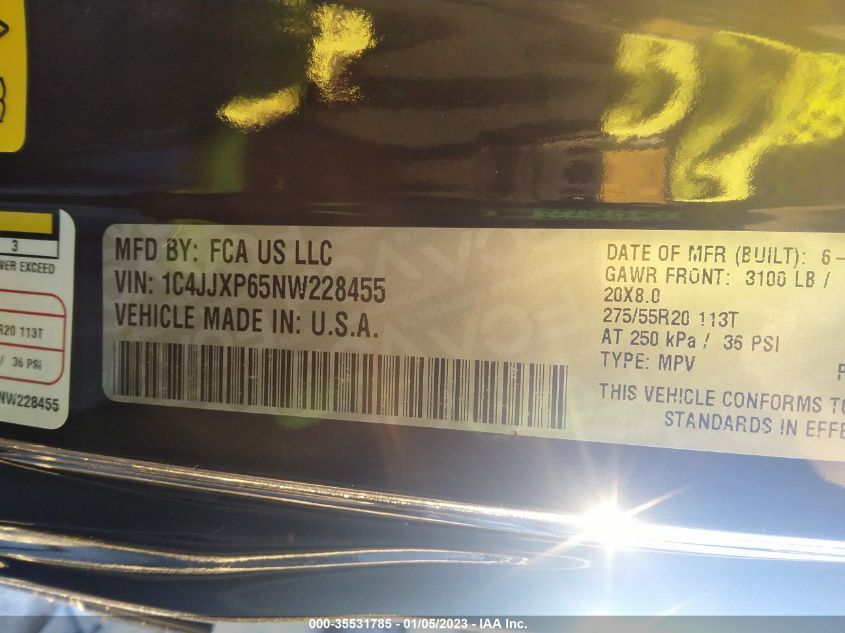 3
WER EXCEED
R20 113T
/ 36 PSI
NW228455
MFD BY: FCA US LLC
VIN: 1C4JJXP65NW228455
VEHICLE MADE IN: U.S.A.
DATE OF MFR (BUILT): 6-
GAWR FRONT: 3100 LB /
20X8.0
275/55R20 113T
AT 250 kPa / 36 PSI
TYPE: MPV
THIS VEHICLE CONFORMS TO
STANDARDS IN EFFE
000-35531785 - 01/05/2023 - IAA Inc.